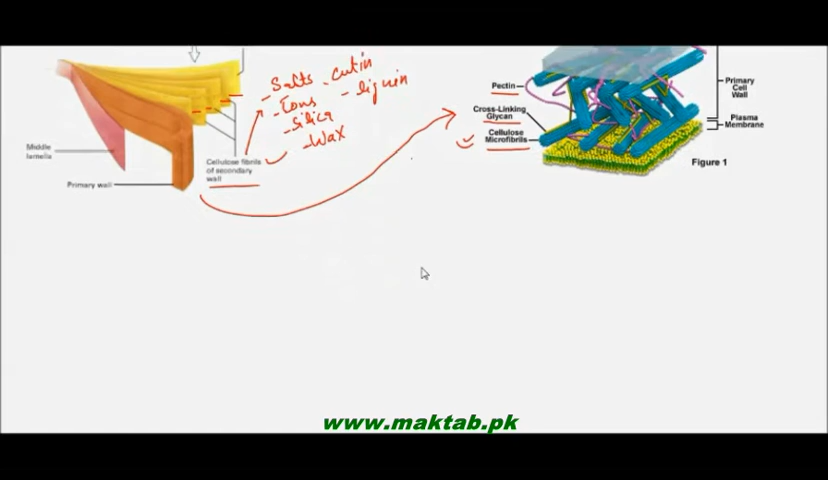 Middle
lamella
Primary wall
Cellulose fibrils
of secondary
wall
- Salts - Cutin
- Ions - lignin
- Silica
- Wax
Pectin
Cross-Linking
Glycan
Cellulose
Microfibrils
Primary
Cell
Wall
Plasma
Membrane
Figure 1
www.maktab.pk